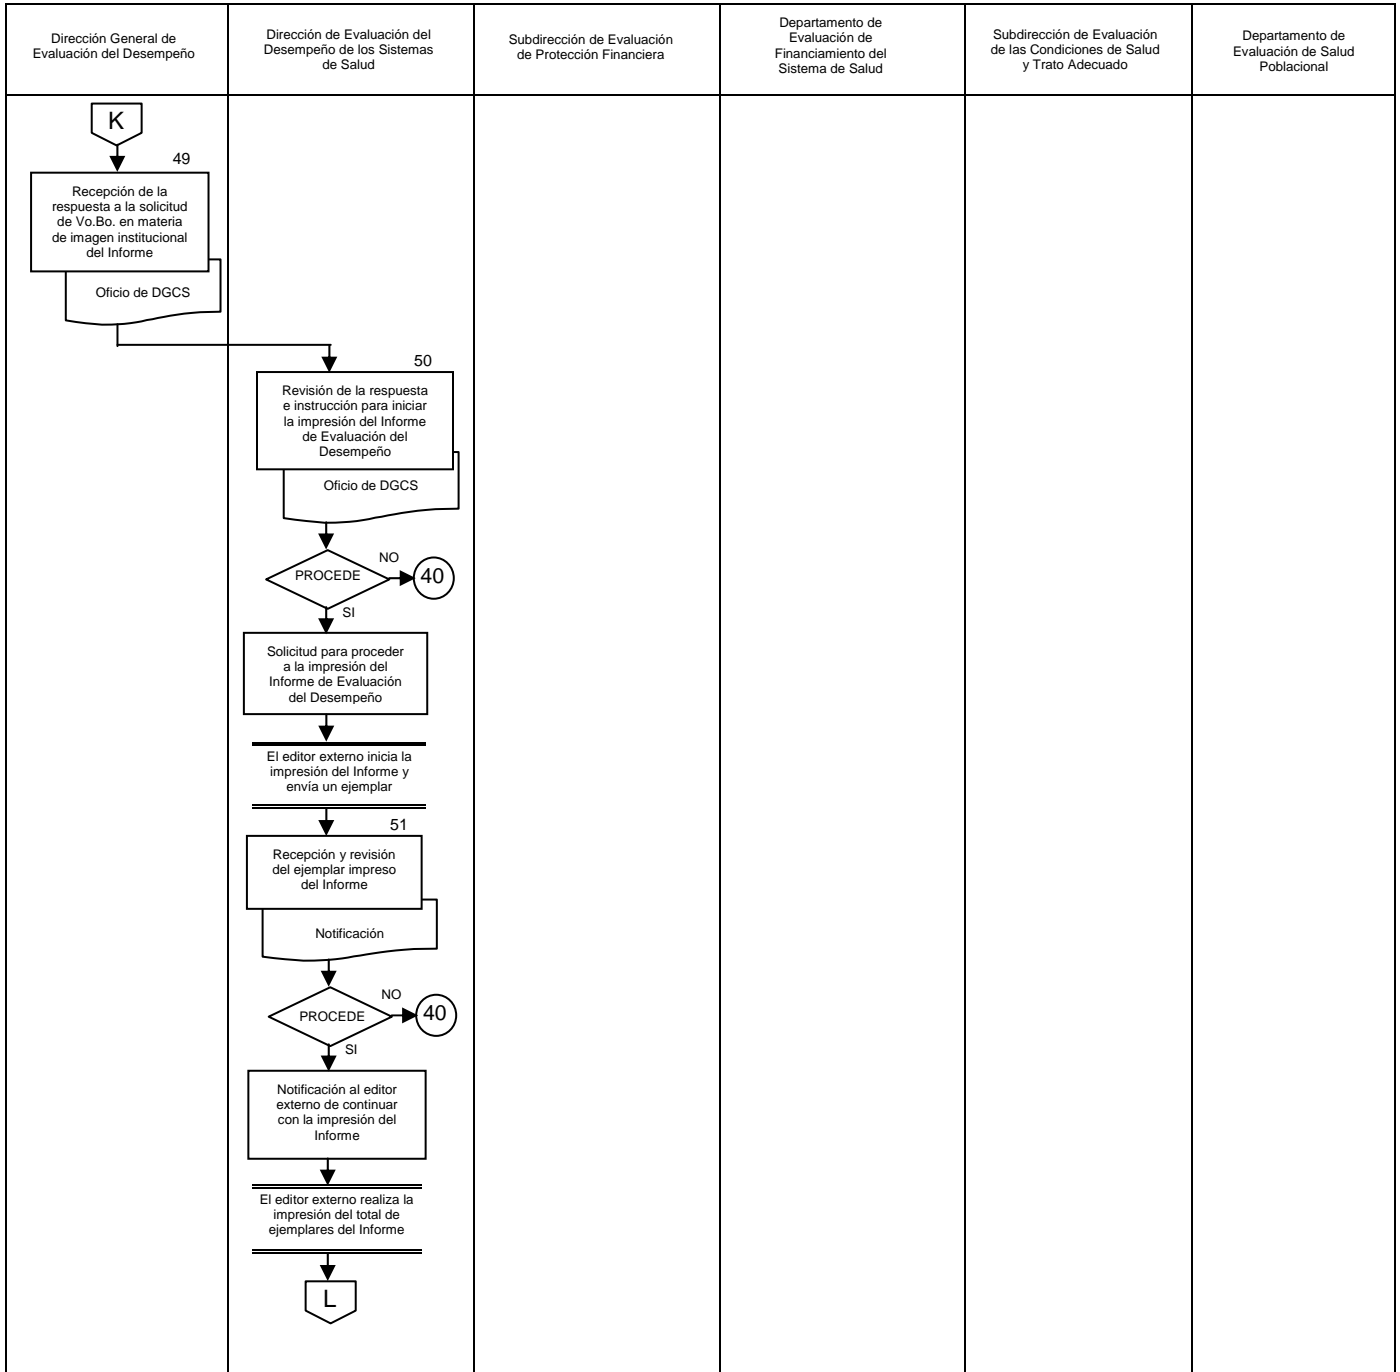 Dirección General de
Evaluación del Desempeño
Dirección de Evaluación del
Desempeño de los Sistemas
de Salud
Subdirección de Evaluación
de Protección Financiera
Departamento de
Evaluación de
Financiamiento del
Sistema de Salud
Subdirección de Evaluación
de las Condiciones de Salud
y Trato Adecuado
Departamento de
Evaluación de Salud
Poblacional
K
49
Recepción de la
respuesta a la solicitud
de Vo.Bo. en materia
de imagen institucional
del Informe
Oficio de DGCS
50
Revisión de la respuesta
e instrucción para iniciar
la impresión del Informe
de Evaluación del
Desempeño
Oficio de DGCS
PROCEDE
NO
40
SI
Solicitud para proceder
a la impresión del
Informe de Evaluación
del Desempeño
El editor externo inicia la
impresión del Informe y
envía un ejemplar
51
Recepción y revisión
del ejemplar impreso
del Informe
Notificación
PROCEDE
NO
40
SI
Notificación al editor
externo de continuar
con la impresión del
Informe
El editor externo realiza la
impresión del total de
ejemplares del Informe
L